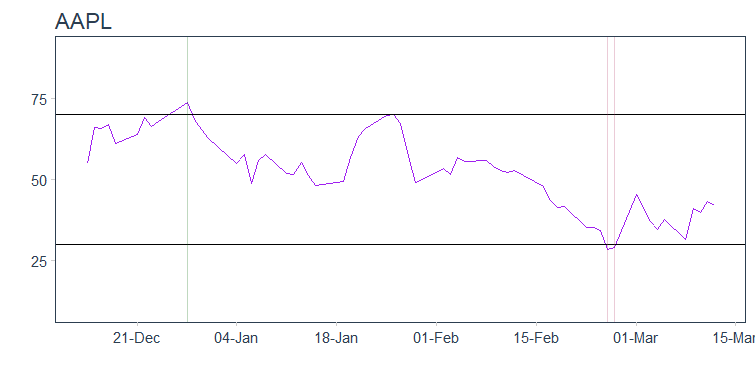 AAPL
75
50
25
21-Dec
04-Jan
18-Jan
01-Feb
15-Feb
01-Mar
15-Mar